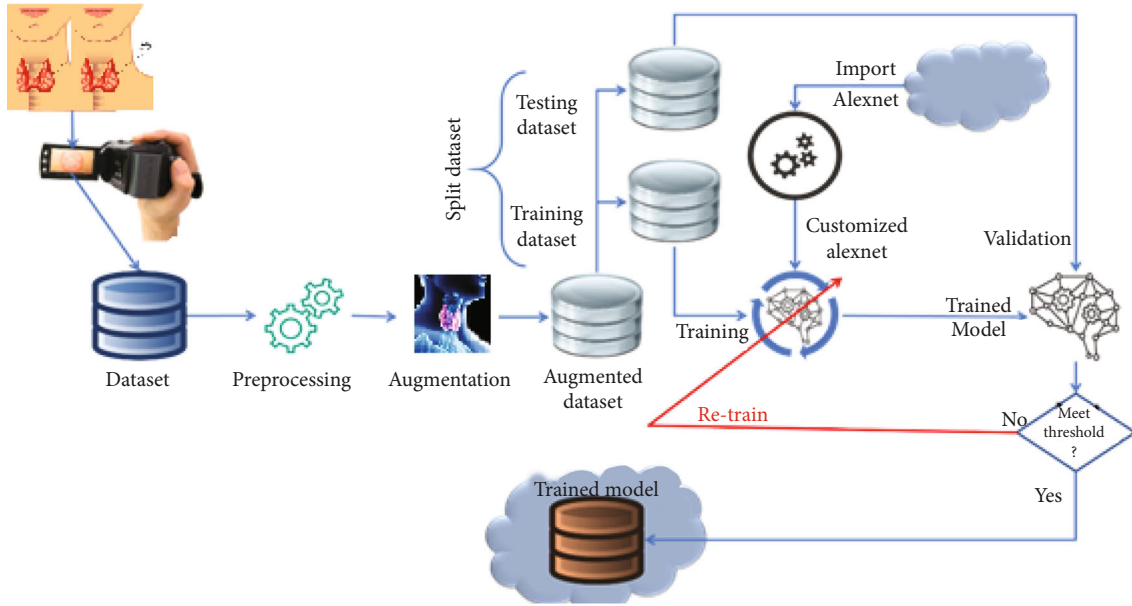 Import
Alexnet
Split dataset
Testing
dataset
Training
dataset
Customized
alexnet
Validation
Training
Trained
Model
Dataset
Preprocessing
Augmentation
Augmented
dataset
Re-train
No
Meet
threshold
?
Yes
Trained model